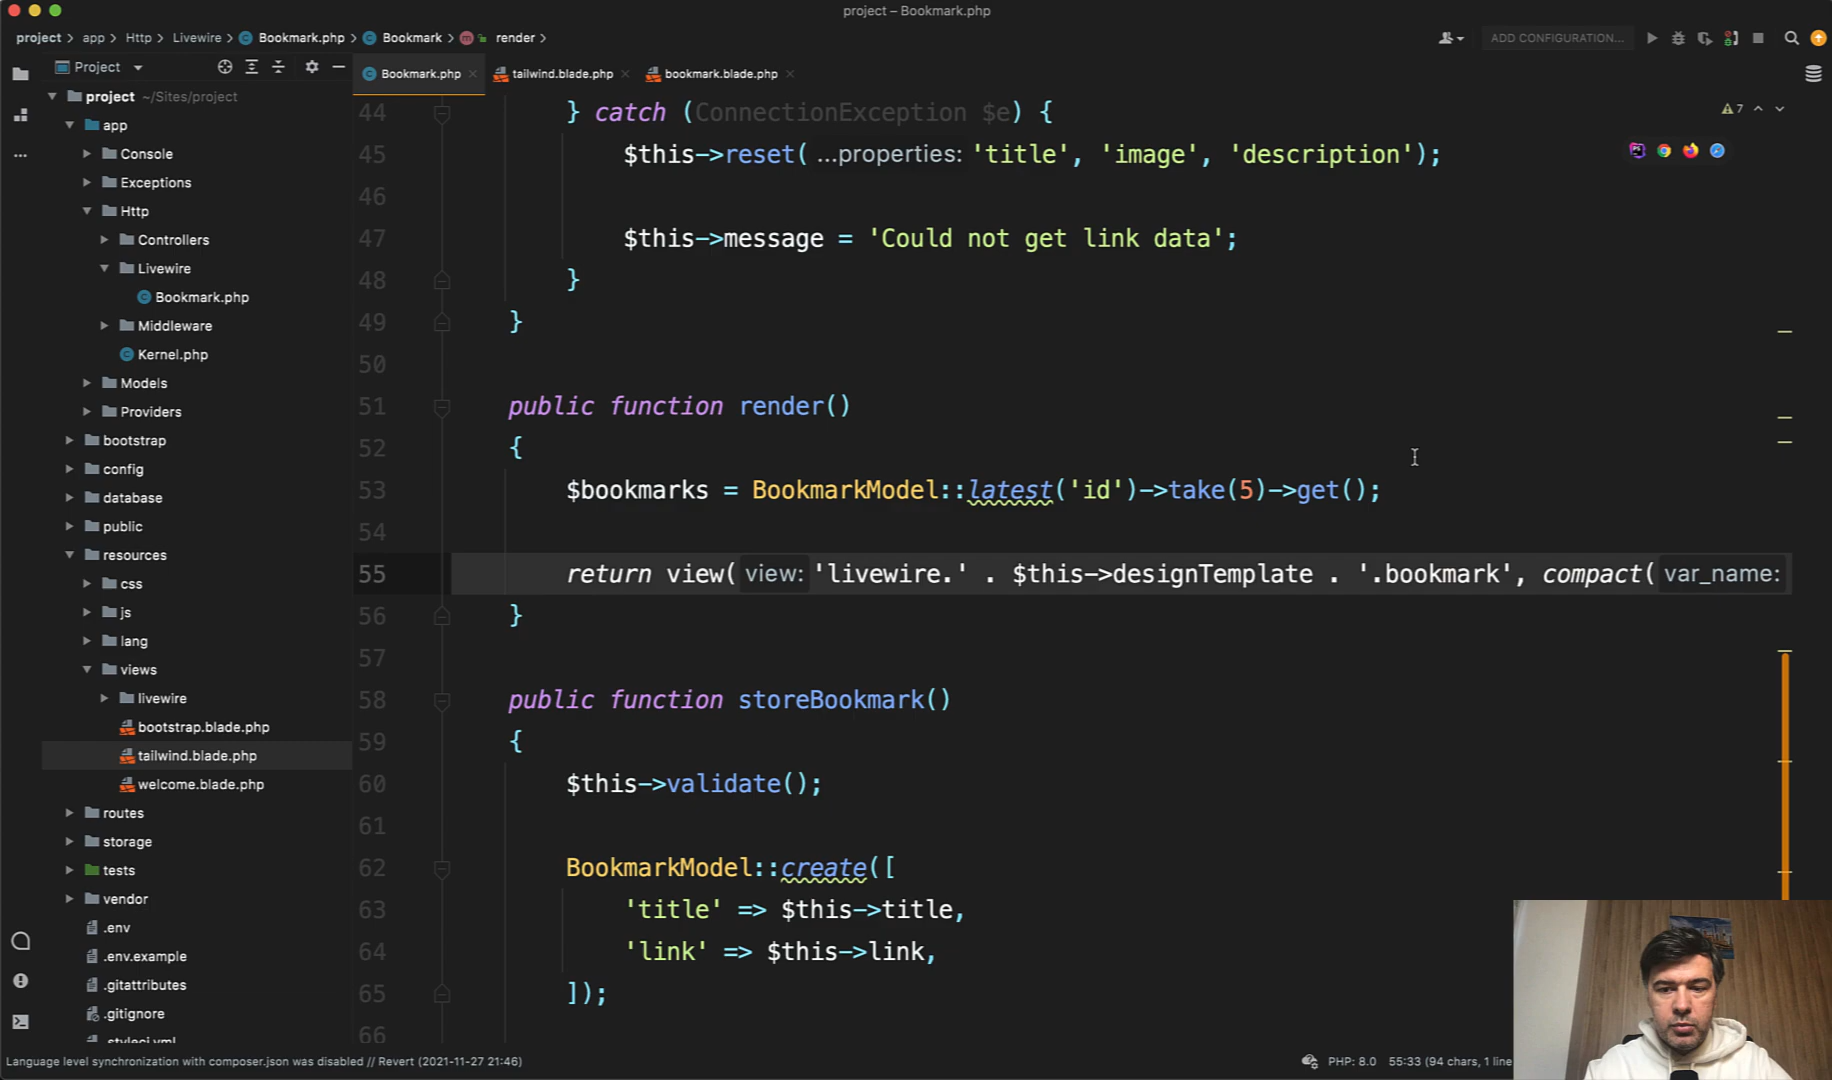 project – Bookmark.php
project > app > Http > Livewire > Bookmark.php > Bookmark > render >
ADD CONFIGURATION...
Project
Bookmark.php
tailwind.blade.php
bookmark.blade.php
project ~/Sites/project
app
Console
Exceptions
Http
Controllers
Livewire
Bookmark.php
Middleware
Kernel.php
Models
Providers
bootstrap
config
database
public
resources
css
js
lang
views
livewire
bootstrap.blade.php
tailwind.blade.php
welcome.blade.php
routes
storage
tests
vendor
.env
.env.example
.gitattributes
.gitignore
.styleci.yml
7
44 } catch (ConnectionException $e) {
45 $this->reset( ...properties: 'title', 'image', 'description');
46
47 $this->message = 'Could not get link data';
48 }
49 }
50
51 public function render()
52 {
53 $bookmarks = BookmarkModel::latest('id')->take(5)->get();
54
55 return view( view: 'livewire.' . $this->designTemplate . '.bookmark', compact( var_name:
56 }
57
58 public function storeBookmark()
59 {
60 $this->validate();
61
62 BookmarkModel::create([
63 'title' => $this->title,
64 'link' => $this->link,
65 ]);
66
Language level synchronization with composer.json was disabled // Revert (2021-11-27 21:46)
PHP: 8.0
55:33 (94 chars, 1 line